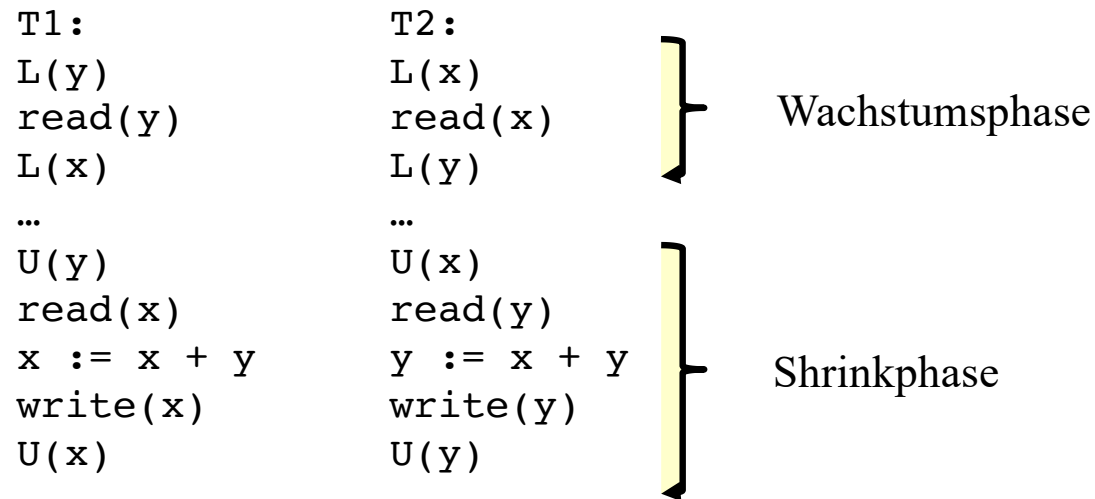 T1: T2:
L(y) L(x)
read(y) read(x) Wachstumsphase
L(x) L(y)
… …
U(y) U(x)
read(x) read(y)
x := x + y y := x + y Shrinkphase
write(x) write(y)
U(x) U(y)